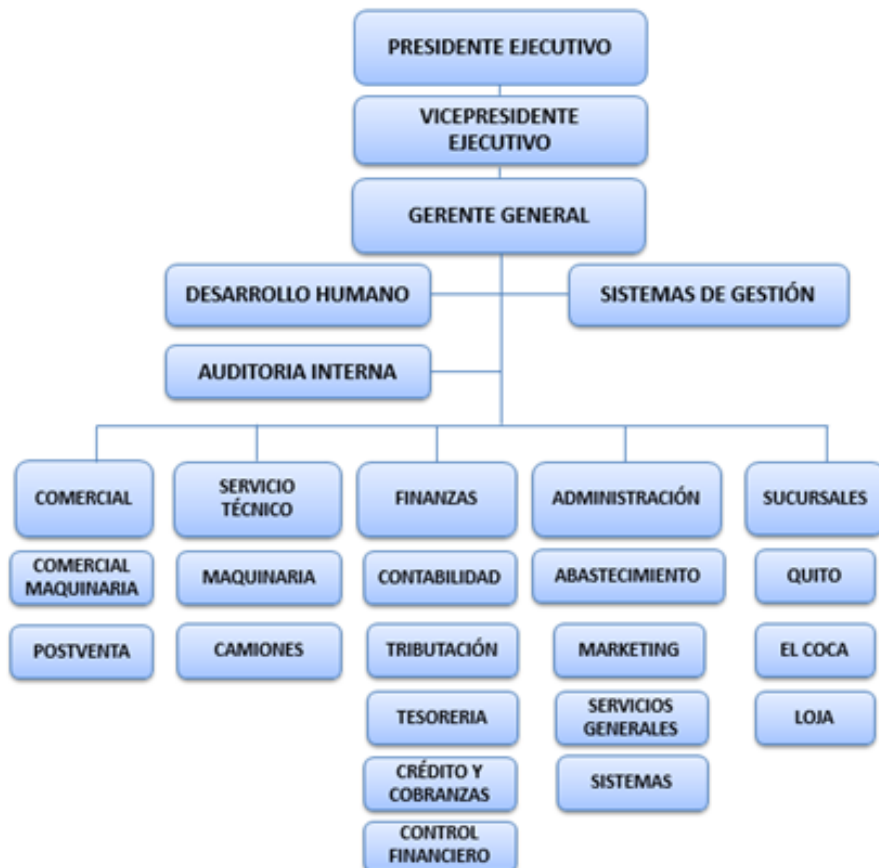 PRESIDENTE EJECUTIVO
VICEPRESIDENTE
EJECUTIVO
GERENTE GENERAL
DESARROLLO HUMANO
SISTEMAS DE GESTIÓN
AUDITORIA INTERNA
COMERCIAL
SERVICIO
TÉCNICO
FINANZAS
ADMINISTRACIÓN
SUCURSALES
COMERCIAL
MAQUINARIA
MAQUINARIA
CONTABILIDAD
ABASTECIMIENTO
QUITO
POSTVENTA
CAMIONES
TRIBUTACIÓN
MARKETING
EL COCA
TESORERIA
SERVICIOS
GENERALES
LOJA
CRÉDITO Y
COBRANZAS
SISTEMAS
CONTROL
FINANCIERO